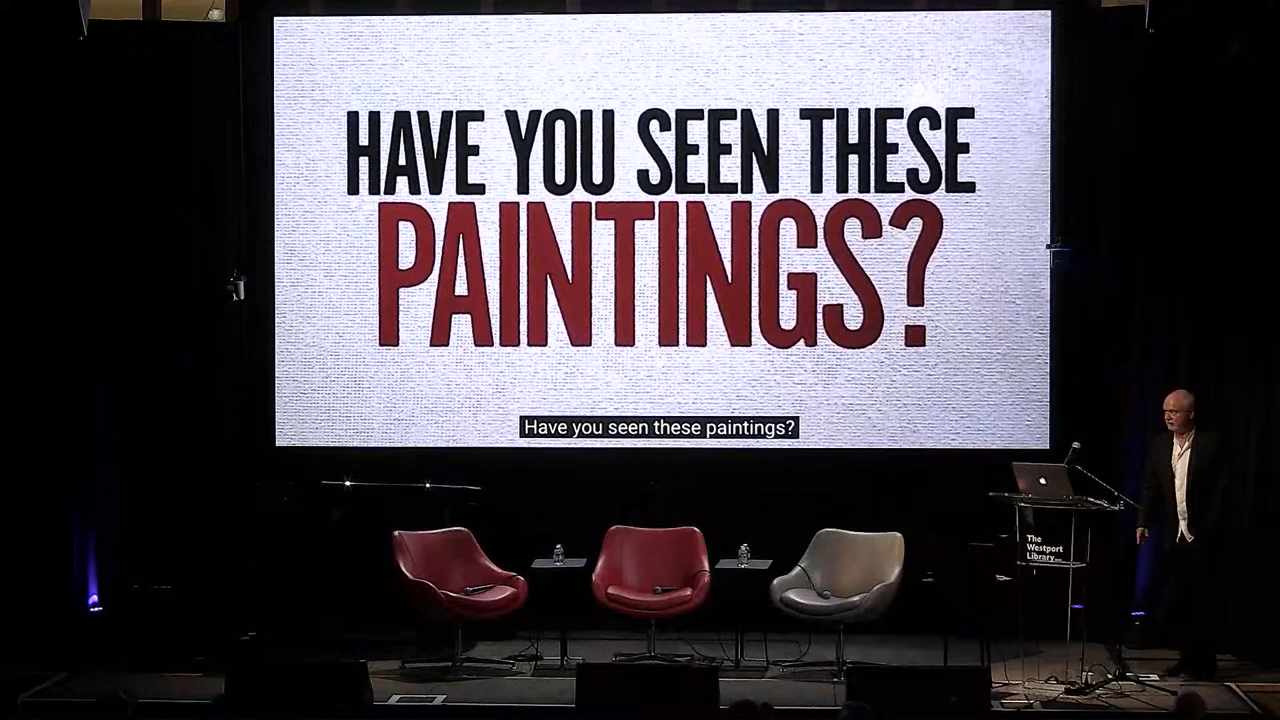 HAVE YOU SEEN THESE
PAINTINGS?
Have you seen these paintings?
The
Westport
Library